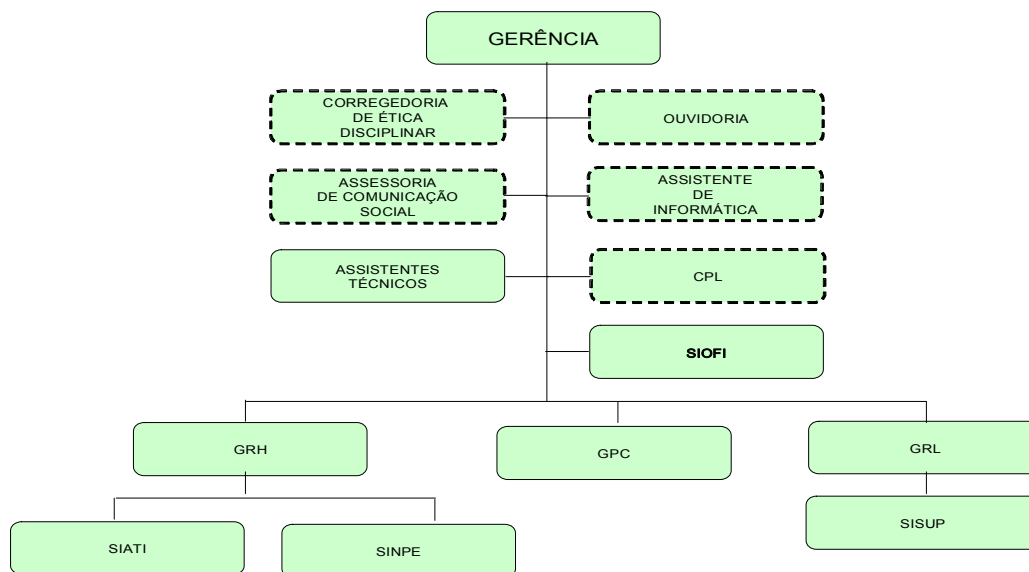 GERÊNCIA
CORREGEDORIA
DE ÉTICA
DISCIPLINAR
OUVIDORIA
ASSESSORIA
DE COMUNICAÇÃO
SOCIAL
ASSISTENTE
DE
INFORMÁTICA
ASSISTENTES
TÉCNICOS
CPL
SIOFI
GRH
GPC
GRL
SIATI
SINPE
SISUP